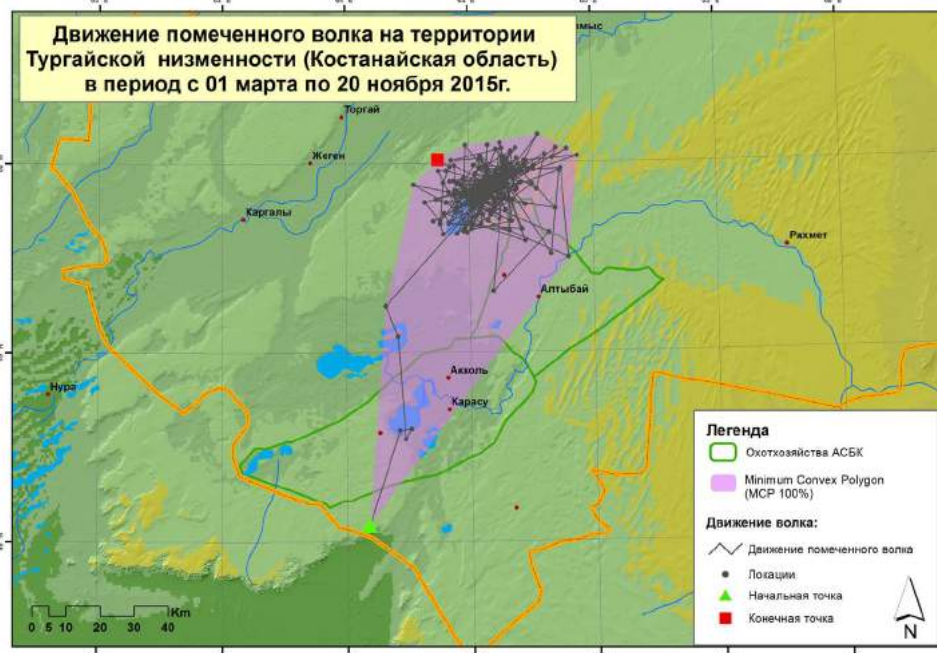 Движение помеченного волка на территории
Тургайской низменности (Костанайская область)
в период с 01 марта по 20 ноября 2015г.
Торгай
Жеген
Каргалы
Рахмет
Алтыбай
Акколь
Нура
Карасу
Легенда
Охотхозяйства АСБК
Minimum Convex Polygon
(MCP 100%)
Движение волка:
Движение помеченного волка
Локации
Начальная точка
Конечная точка
Km
0 5 10 20 30 40
N